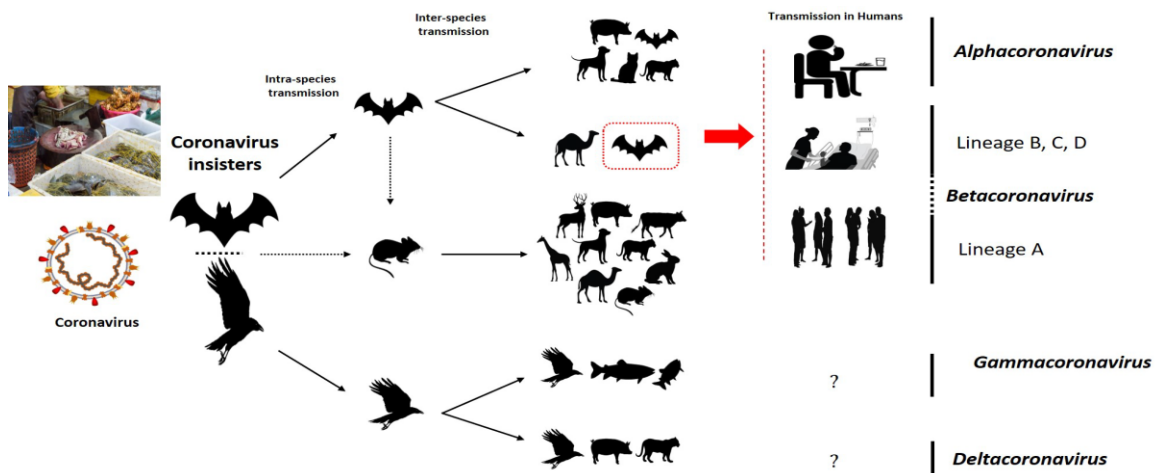 Inter-species
transmission
Transmission in Humans
Alphacoronavirus
Intra-species
transmission
Coronavirus
insisters
Lineage B, C, D
Betacoronavirus
Lineage A
Coronavirus
Gammacoronavirus
?
Deltacoronavirus
?